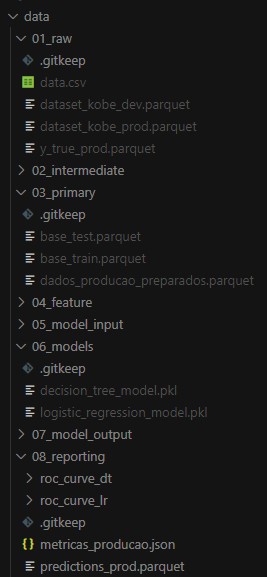 data
01_raw
.gitkeep
data.csv
dataset_kobe_dev.parquet
dataset_kobe_prod.parquet
y_true_prod.parquet
02_intermediate
03_primary
.gitkeep
base_test.parquet
base_train.parquet
dados_producao_preparados.parquet
04_feature
05_model_input
06_models
.gitkeep
decision_tree_model.pkl
logistic_regression_model.pkl
07_model_output
08_reporting
roc_curve_dt
roc_curve_lr
.gitkeep
metricas_producao.json
predictions_prod.parquet